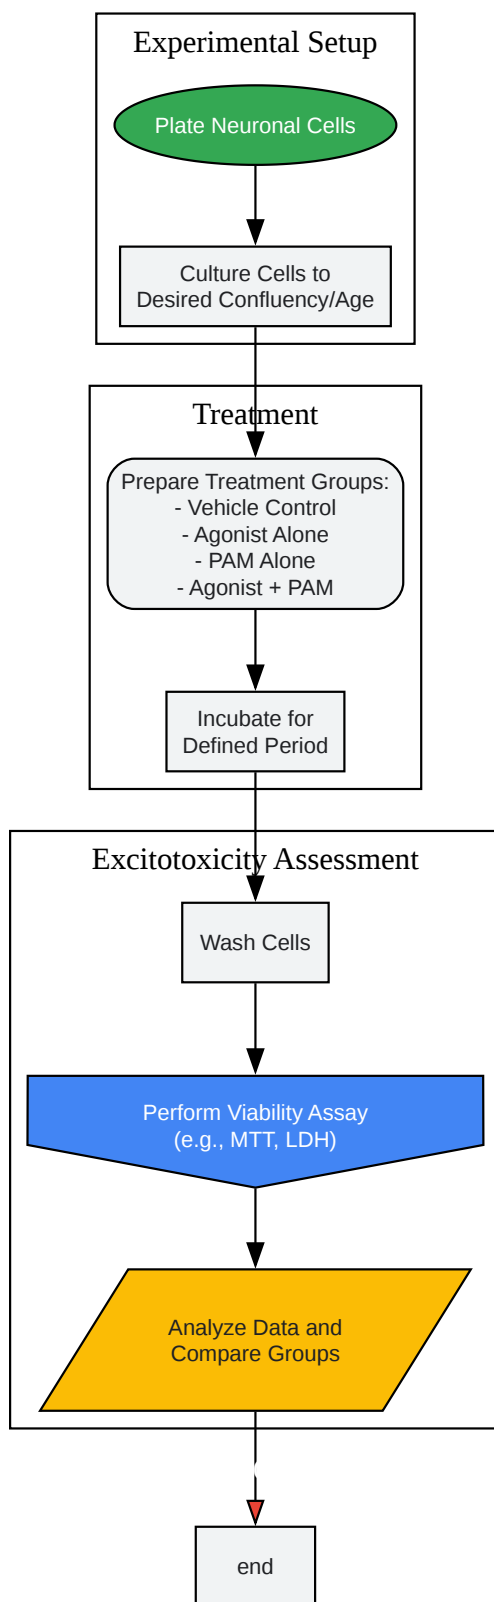 Experimental Setup
Plate Neuronal Cells
Culture Cells to
Desired Confluency/Age
Treatment
Prepare Treatment Groups:
- Vehicle Control
- Agonist Alone
- PAM Alone
- Agonist + PAM
Incubate for
Defined Period
Excitotoxicity Assessment
Wash Cells
Perform Viability Assay
(e.g., MTT, LDH)
Analyze Data and
Compare Groups
end